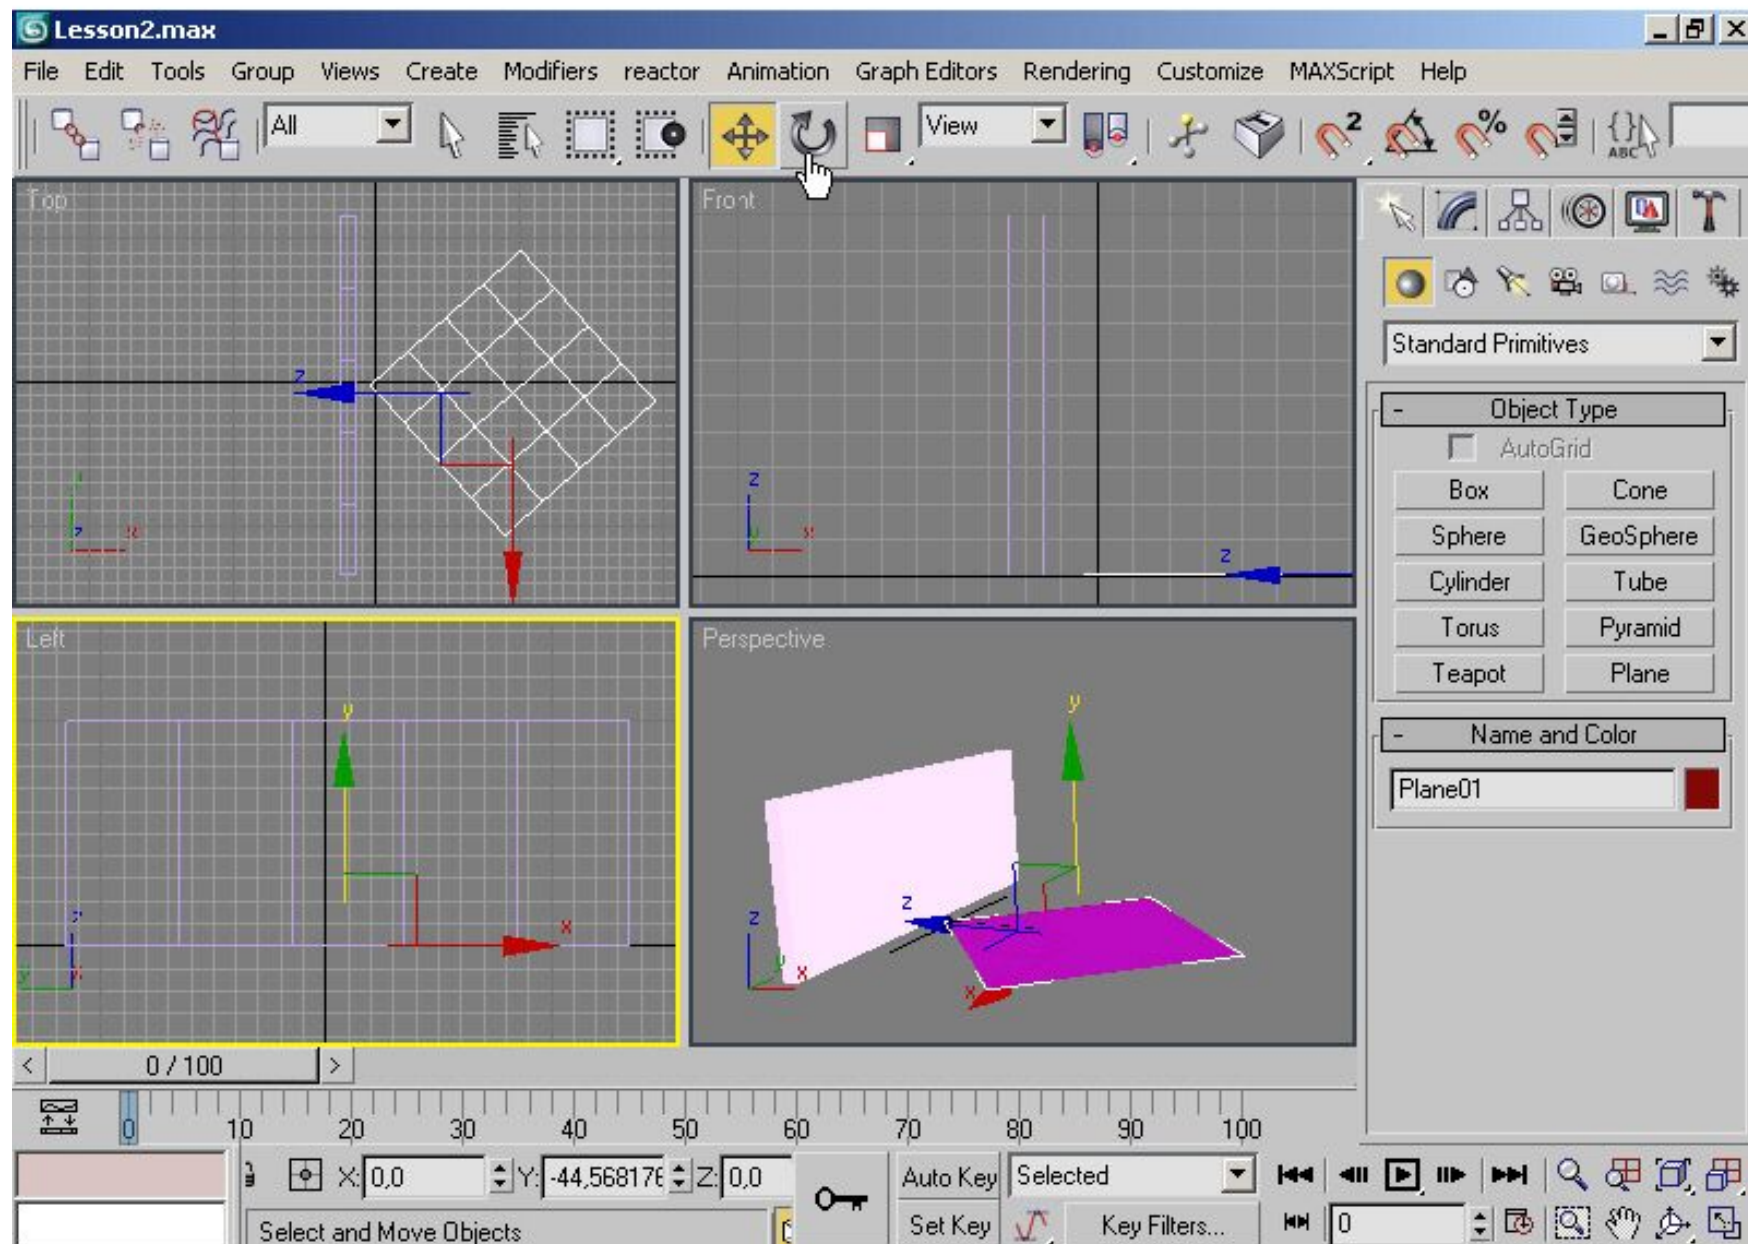 Lesson2.max
File Edit Tools Group Views Create Modifiers reactor Animation Graph Editors Rendering Customize MAXScript Help
All View 2 % ABC
Top
z
y
z x
Front
z
y x
z
Left
y
x
z
y x
Perspective
y
z
z
y x
x
Standard Primitives
- Object Type
AutoGrid
Box Cone
Sphere GeoSphere
Cylinder Tube
Torus Pyramid
Teapot Plane
- Name and Color
Plane01
< 0 / 100 >
0 10 20 30 40 50 60 70 80 90 100
X: 0,0 Y: -44,568176 Z: 0,0
Auto Key Selected
Select and Move Objects
Set Key Key Filters... 0